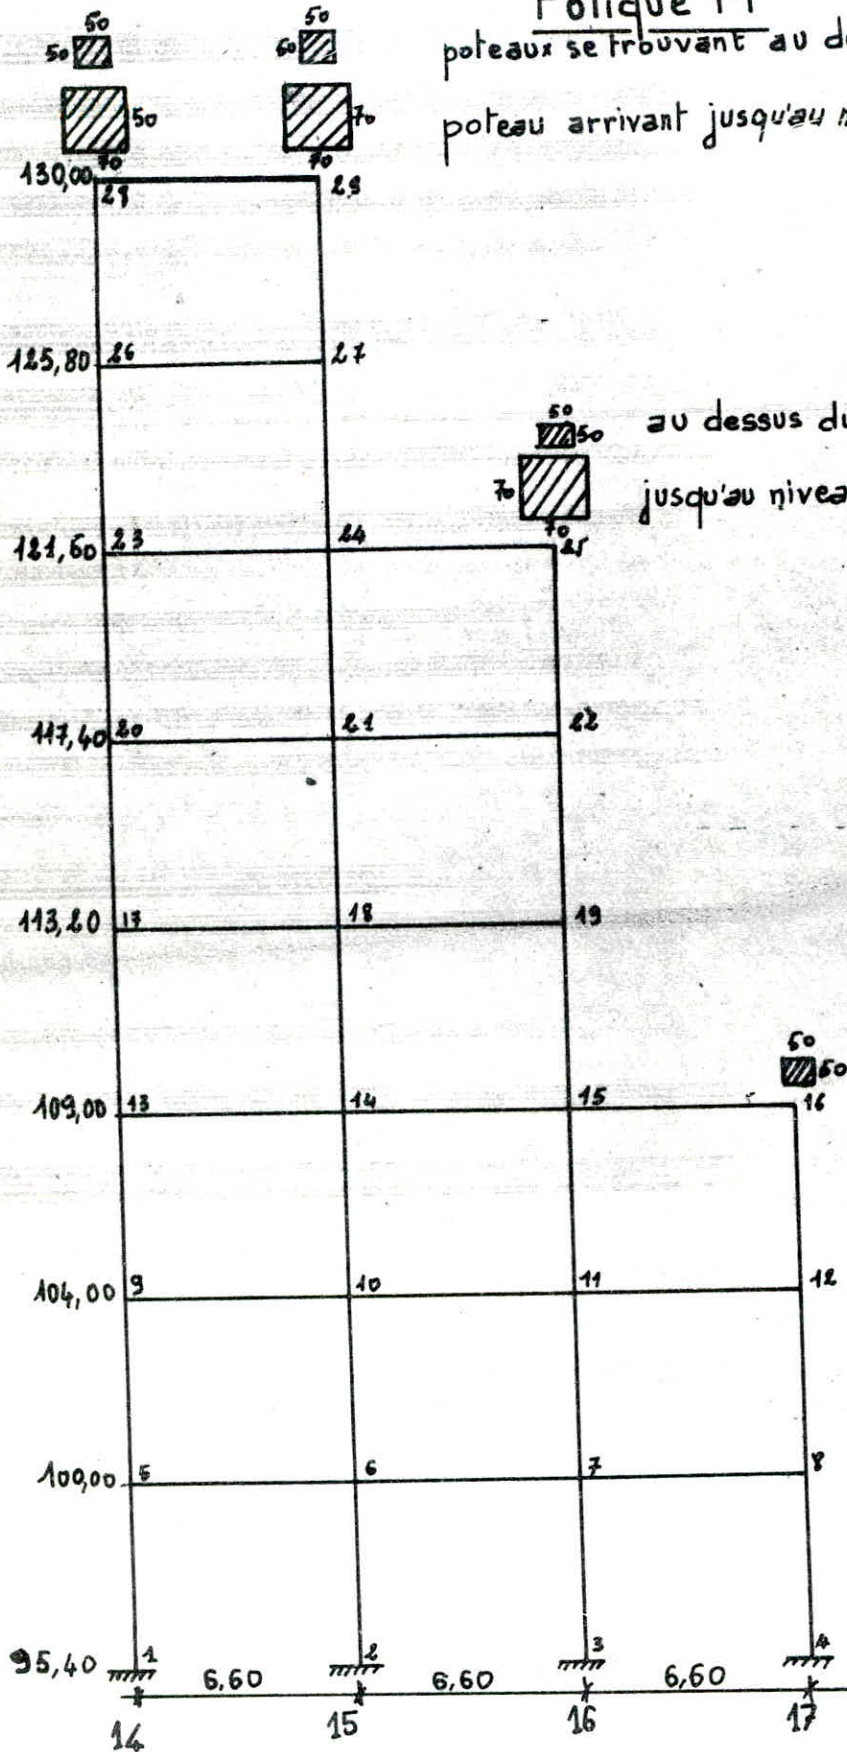 50 50
50 60
poteaux se trouvant au
50 70
poteau arrivant jusqu'au
70 70
130,00 29
125,80 26 27
50
50 au dessus du
70 jusqu'au
70
121,60 23 24 25
117,40 20 21 22
113,20 17 18 19
50
50
109,00 13 14 15 16
104,00 9 10 11 12
100,00 5 6 7 8
95,40 1 2 3 4
6,60 6,60 6,60
14 15 16 17